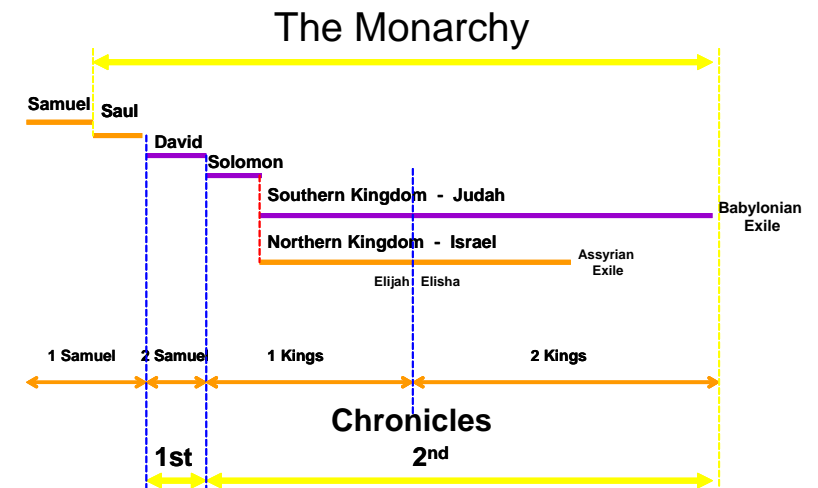 The Monarchy
Samuel
Saul
David
Solomon
Southern Kingdom - Judah
Babylonian
Exile
Northern Kingdom - Israel
Assyrian
Exile
Elijah
Elisha
1 Samuel
2 Samuel
1 Kings
2 Kings
Chronicles
1st
2nd